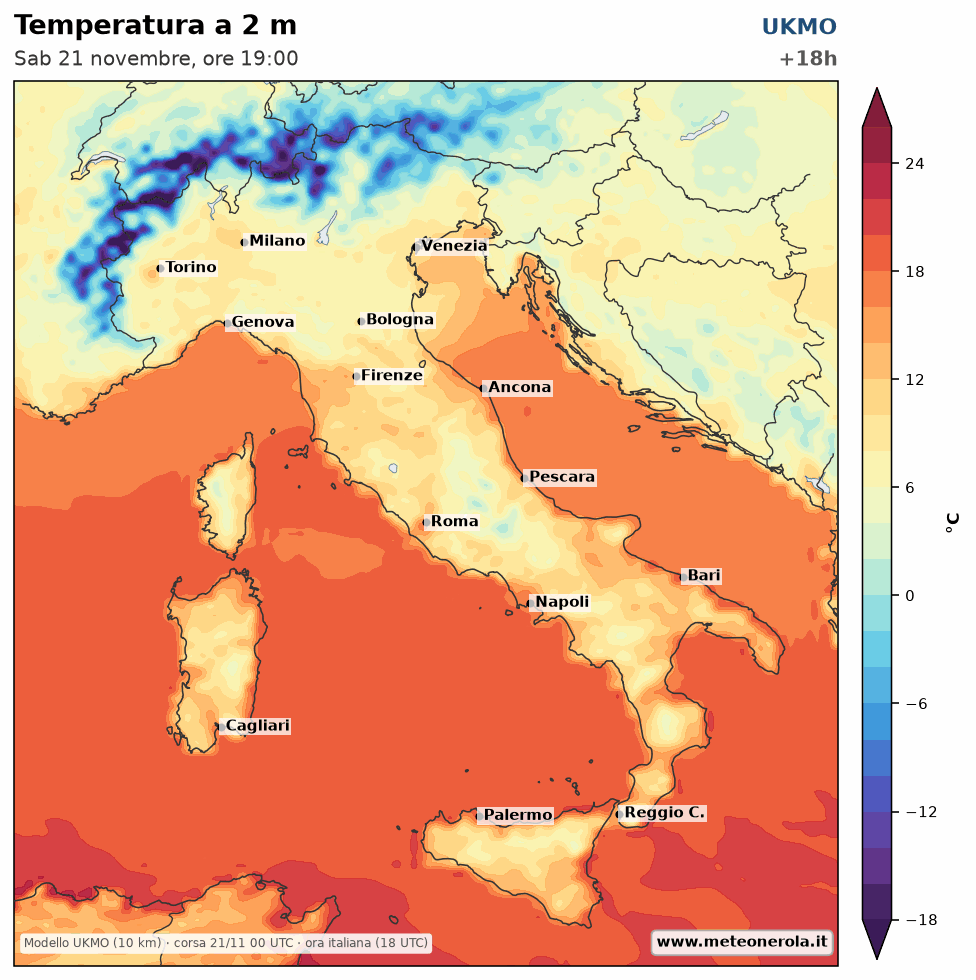 Temperatura a 2 m
UKMO
Sab 21 novembre, ore 19:00
+18h
Milano
Venezia
Torino
Genova
Bologna
Firenze
Ancona
Pescara
Roma
Bari
Napoli
Cagliari
Palermo
Reggio C.
24
18
12
6
0
−6
−12
−18
°C
Modello UKMO (10 km) · corsa 21/11 00 UTC · ora italiana (18 UTC)
www.meteonerola.it